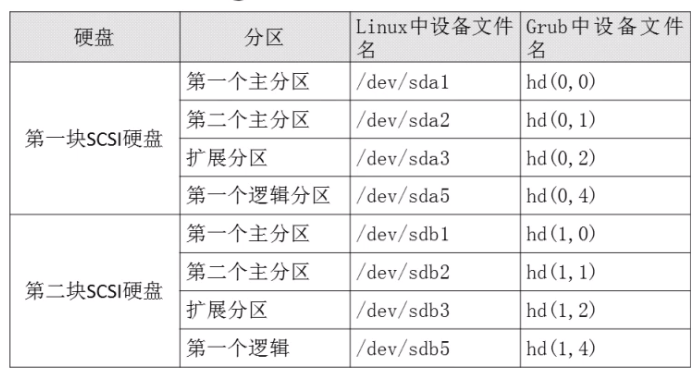 硬盘 分区 Linux中设备文件名 Grub中设备文件名
第一块SCSI硬盘 第一个主分区 /dev/sda1 hd(0,0)
第二个主分区 /dev/sda2 hd(0,1)
扩展分区 /dev/sda3 hd(0,2)
第一个逻辑分区 /dev/sda5 hd(0,4)
第二块SCSI硬盘 第一个主分区 /dev/sdb1 hd(1,0)
第二个主分区 /dev/sdb2 hd(1,1)
扩展分区 /dev/sdb3 hd(1,2)
第一个逻辑 /dev/sdb5 hd(1,4)